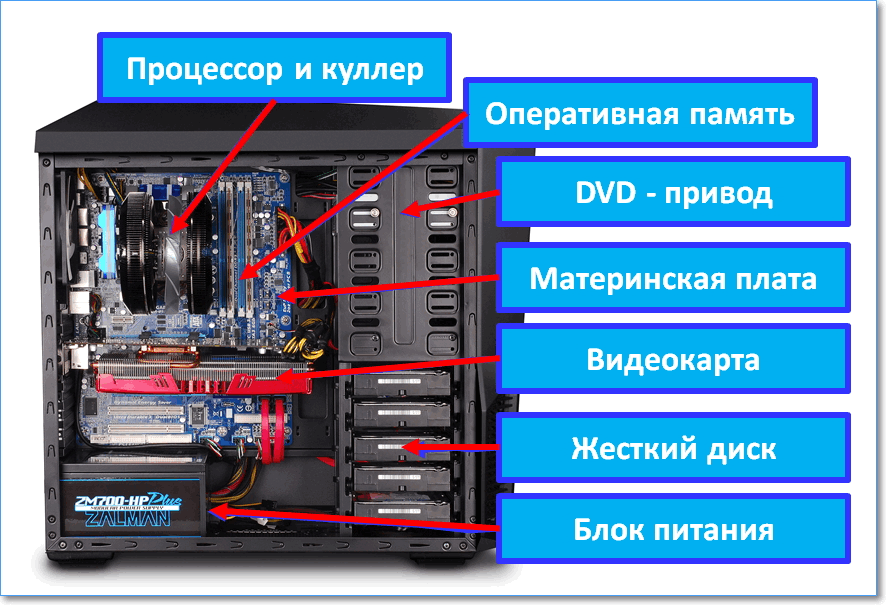 Процессор и куллер
Оперативная память
DVD - привод
Материнская плата
Видеокарта
Жесткий диск
Блок питания
ZM700-HP Plus
MODULAR POWER SUPPLY
ZALMAN